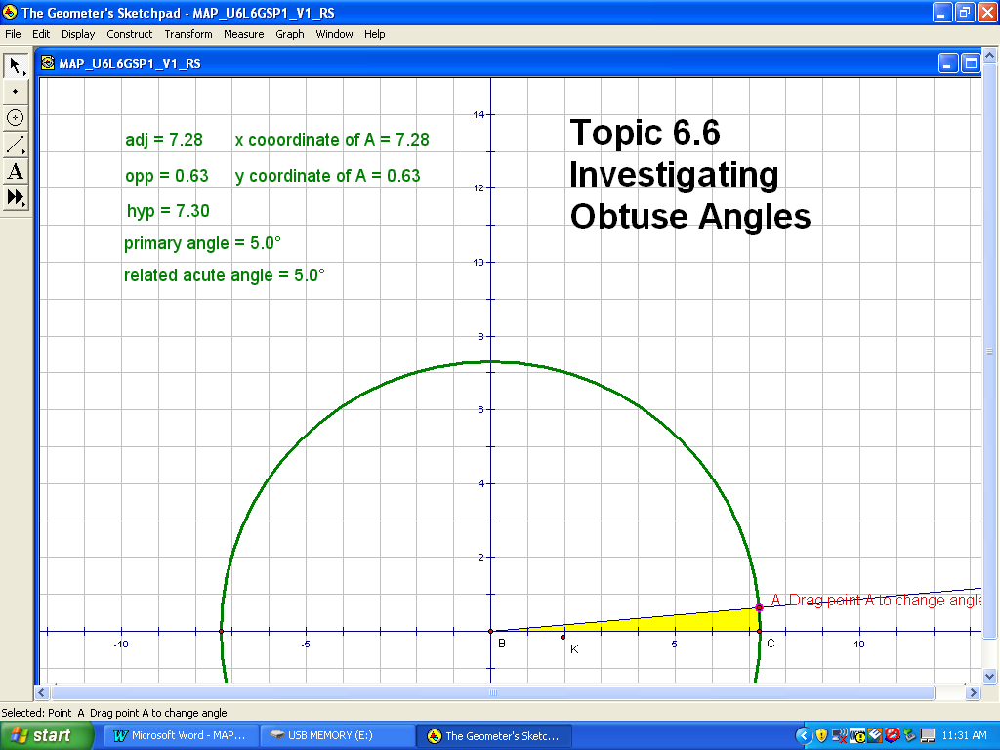 The Geometer's Sketchpad - MAP_U6L6GSP1_V1_RS
File Edit Display Construct Transform Measure Graph Window Help
MAP_U6L6GSP1_V1_RS
A
adj = 7.28 x cooordinate of A = 7.28
opp = 0.63 y coordinate of A = 0.63
hyp = 7.30
primary angle = 5.0°
related acute angle = 5.0°
Topic 6.6
Investigating
Obtuse Angles
14
12
10
8
6
4
2
A Drag point A to change angle
-10 -5 B K 5 C 10
Selected: Point A Drag point A to change angle
start Microsoft Word - MAP... USB MEMORY (E:) The Geometer's Sketc... 11:31 AM